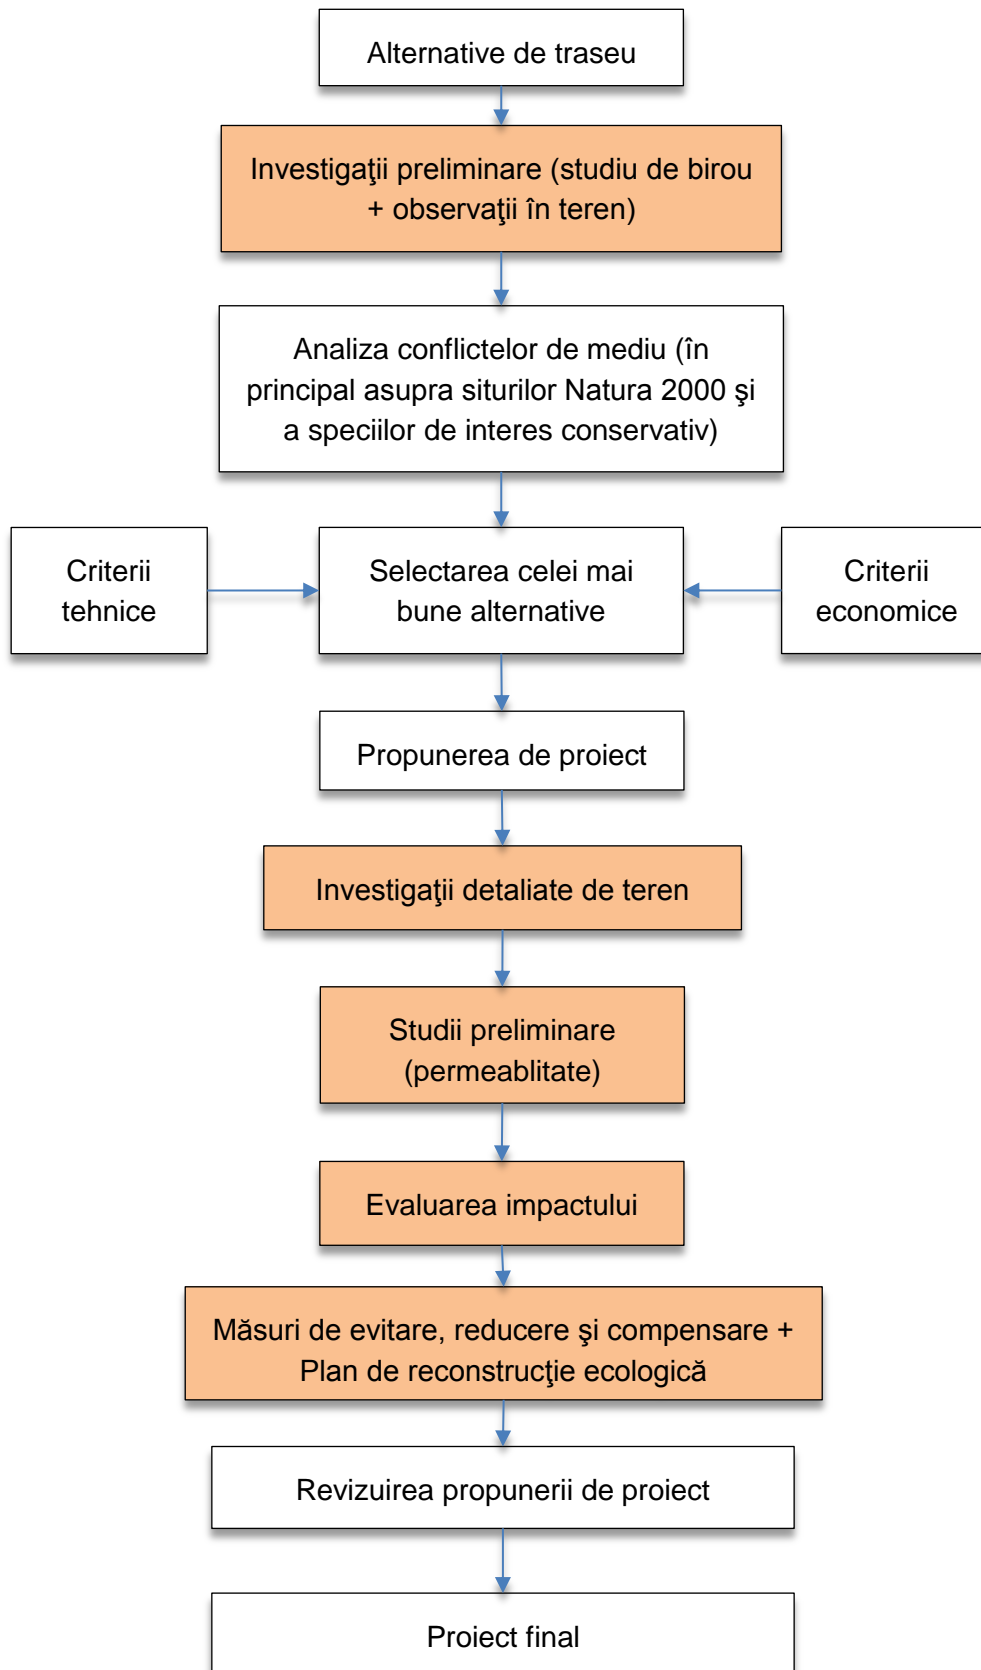 Alternative de traseu
Investigaţii preliminare (studiu de birou
+ observaţii în teren)
Analiza conflictelor de mediu (în
principal asupra siturilor Natura 2000 şi
a speciilor de interes conservativ)
Criterii
tehnice
Selectarea celei mai
bune alternative
Criterii
economice
Propunerea de proiect
Investigaţii detaliate de teren
Studii preliminare
(permeablitate)
Evaluarea impactului
Măsuri de evitare, reducere şi compensare +
Plan de reconstrucţie ecologică
Revizuirea propunerii de proiect
Proiect final